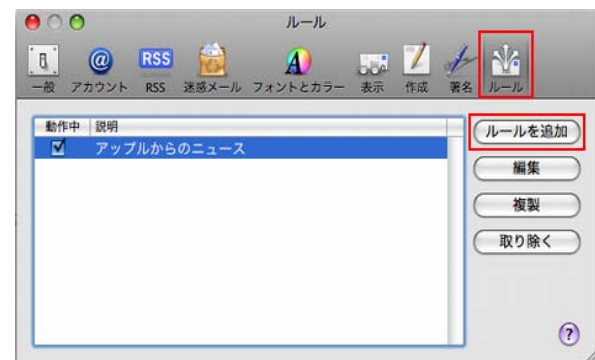 ルール
@
RSS
一般 アカウント RSS 迷惑メール フォントとカラー 表示 作成 署名 ルール
動作中 説明
アップルからのニュース
ルールを追加
編集
複製
取り除く
?